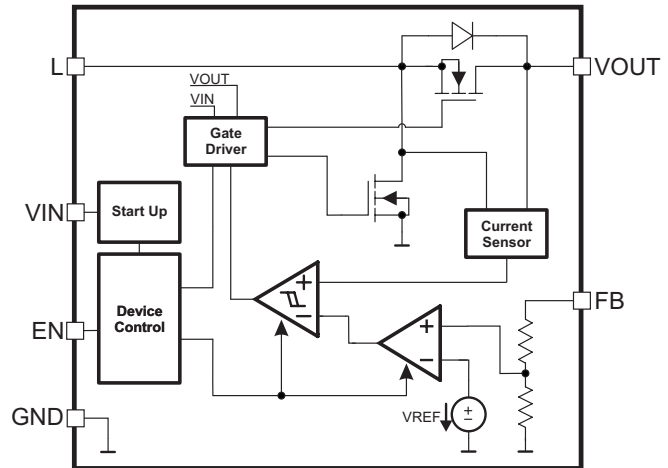 L
VOUT
VOUT
VIN
Gate
Driver
VIN
Start Up
Current
Sensor
Device
Control
EN
FB
+
−
+
−
VREF
+
−
GND